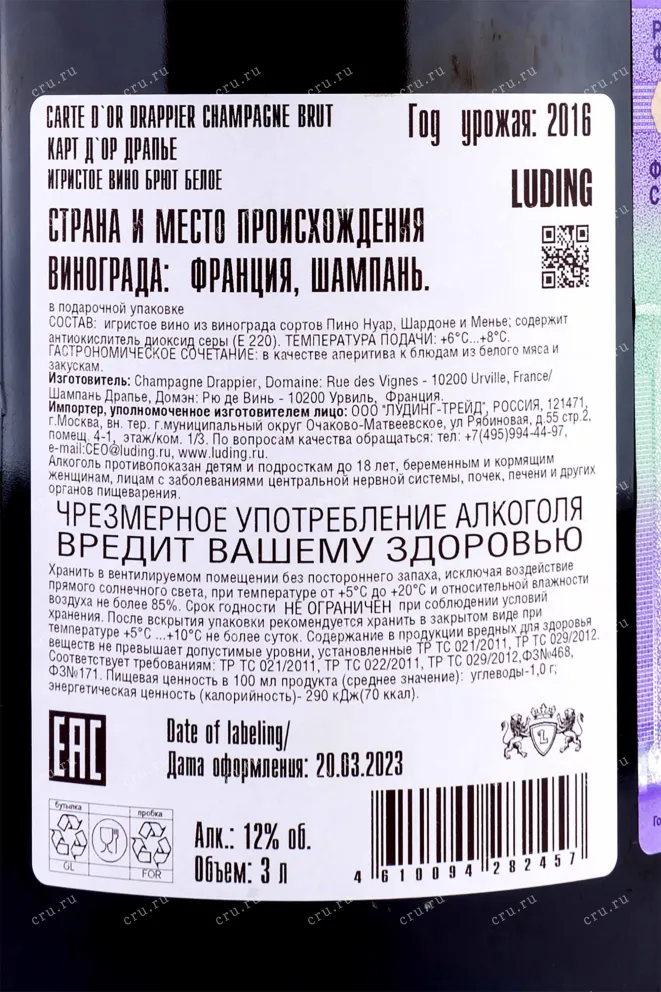 CARTE D`OR DRAPPIER CHAMPAGNE BRUT
Год урожая: 2016
КАРТ Д`ОР ДРАПЬЕ
ИГРИСТОЕ ВИНО БРЮТ БЕЛОЕ
LUDING
СТРАНА И МЕСТО ПРОИСХОЖДЕНИЯ
ВИНОГРАДА: ФРАНЦИЯ, ШАМПАНЬ.
в подарочной упаковке
СОСТАВ: игристое вино из винограда сортов Пино Нуар, Шардоне и Менье; содержит
антиокислитель диоксид серы (Е 220). ТЕМПЕРАТУРА ПОДАЧИ: +6°С...+8°С.
ГАСТРОНОМИЧЕСКОЕ СОЧЕТАНИЕ: в качестве аперитива к блюдам из белого мяса и
закускам.
Изготовитель: Champagne Drappier, Domaine: Rue des Vignes - 10200 Urville, France/
Шампань Драпье, Домэн: Рю де Винь - 10200 Урвиль, Франция.
Импортер, уполномоченное изготовителем лицо: ООО "ЛУДИНГ-ТРЕЙД", РОССИЯ, 121471,
г.Москва, вн. тер. г.муниципальный округ Очаково-Матвеевское, ул Рябиновая, д.55 стр.2,
помещ. 4-1, этаж/ком. 1/3. По вопросам качества обращаться: тел: +7(495)994-44-97,
e-mail:CEO@luding.ru, www.luding.ru.
Алкоголь противопоказан детям и подросткам до 18 лет, беременным и кормящим
женщинам, лицам с заболеваниями центральной нервной системы, почек, печени и других
органов пищеварения.
ЧРЕЗМЕРНОЕ УПОТРЕБЛЕНИЕ АЛКОГОЛЯ
ВРЕДИТ ВАШЕМУ ЗДОРОВЬЮ
Хранить в вентилируемом помещении без постороннего запаха, исключая воздействие
прямого солнечного света, при температуре от +5°С до +20°С и относительной влажности
воздуха не более 85%. Срок годности НЕ ОГРАНИЧЕН при соблюдении условий
хранения. После вскрытия упаковки рекомендуется хранить в закрытом виде при
температуре +5°С ...+10°С не более суток. Содержание в продукции вредных для здоровья
веществ не превышает допустимые уровни, установленные ТР ТС 021/2011, ТР ТС 029/2012.
Соответствует требованиям: ТР ТС 021/2011, ТР ТС 022/2011, ТР ТС 029/2012,ФЗ№468,
ФЗ№171. Пищевая ценность в 100 мл продукта (среднее значение): углеводы-1,0 г;
энергетическая ценность (калорийность)- 290 кДж(70 ккал).
EAC
Date of labeling/
Дата оформления: 20.03.2023
бутылка
пробка
GL
FOR
Алк.: 12% об.
Объем: 3 л
4 610094 282457
cru.ru